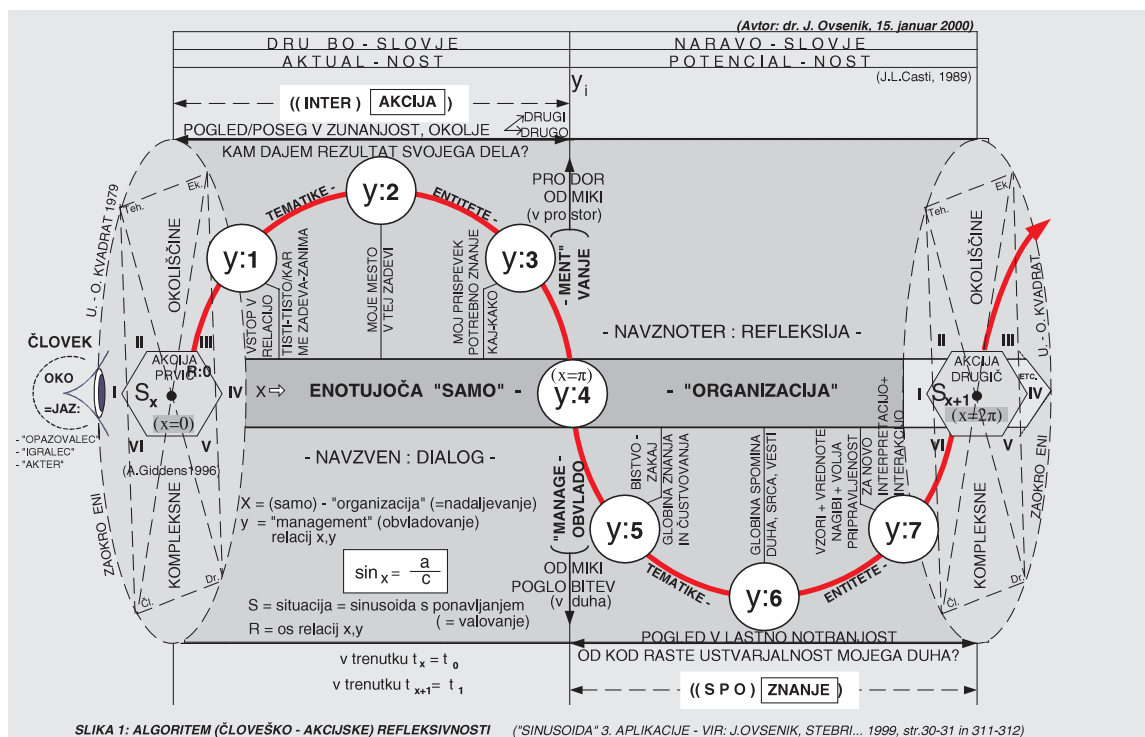 (Avtor: dr. J. Ovsenik, 15. januar 2000)
DRU BO - SLOVJE
NARAVO - SLOVJE
AKTUAL - NOST
POTENCIAL - NOST
y i
(J.L.Casti, 1989)
((INTER) AKCIJA )
DRUGI
POGLED/POSEG V ZUNANJOST, OKOLJE
DRUGO
KAM DAJEM REZULTAT SVOJEGA DELA?
U. - O. KVADRAT 1979
Teh.
Ek.
OKOLIŠČINE
TEMATIKE -
y:2
ENTITETE -
y:1
y:3
PRO DOR
OD MIKI
(v pro stor)
- MENT"
VANJE
VSTOP V
RELACIJO
TISTI-TISTO/KAR
ME ZADEVA-ZANIMA
MOJE MESTO
V TEJ ZADEVI
MOJ PRISPEVEK
POTREBNO ZNANJE
KAJ-KAKO
- NAVZNOTER : REFLEKSIJA -
Teh.
Ek.
OKOLIŠČINE
U.- O. KVADRAT
ČLOVEK
OKO
=JAZ:
- "OPAZOVALEC"
- "IGRALEC"
- "AKTER"
II
III
AKCIJA
PRVIČ
R:0
I
Sx
IV
(x=0)
VI
V
(A.Giddens1996)
X ⇨
ENOTUJOČA "SAMO" -
(x=π)
y:4
- "ORGANIZACIJA"
II
III
AKCIJA
DRUGIČ
ETC.
I
Sx+1
IV
(x=2π)
VI
V
KOMPLEKSNE
Čl.
Dr.
ZAOKRO ENI
- NAVZVEN : DIALOG -
X = (samo) - "organizacija" (=nadaljevanje)
y = "management" (obvladovanje)
relacij x,y
sin x = a
c
S = situacija = sinusoida s ponavljanjem
( = valovanje)
R = os relacij x,y
"MANAGE -
OBVLADO
OD MIKI
POGLO BITEV
(v duha)
BISTVO-
ZAKAJ
GLOBINA ZNANJA
IN ČUSTVOVANJA
GLOBINA SPOMINA
DUHA, SRCA, VESTI
VZORI + VREDNOTE
NAGIBI + VOLJA
PRIPRAVLJENOST
ZA NOVO
INTERPRETACIJO+
INTERAKCIJO
y:5
y:7
TEMATIKE -
y:6
ENTITETE -
KOMPLEKSNE
Čl.
Dr.
ZAOKRO ENI
POGLED V LASTNO NOTRANJOST
OD KOD RASTE USTVARJALNOST MOJEGA DUHA?
v trenutku t x = t 0
v trenutku t x+1= t 1
(( S P O ) ZNANJE )
SLIKA 1: ALGORITEM (ČLOVEŠKO - AKCIJSKE) REFLEKSIVNOSTI ("SINUSOIDA" 3. APLIKACIJE - VIR: J.OVSENIK, STEBRI... 1999, str.30-31 in 311-312)